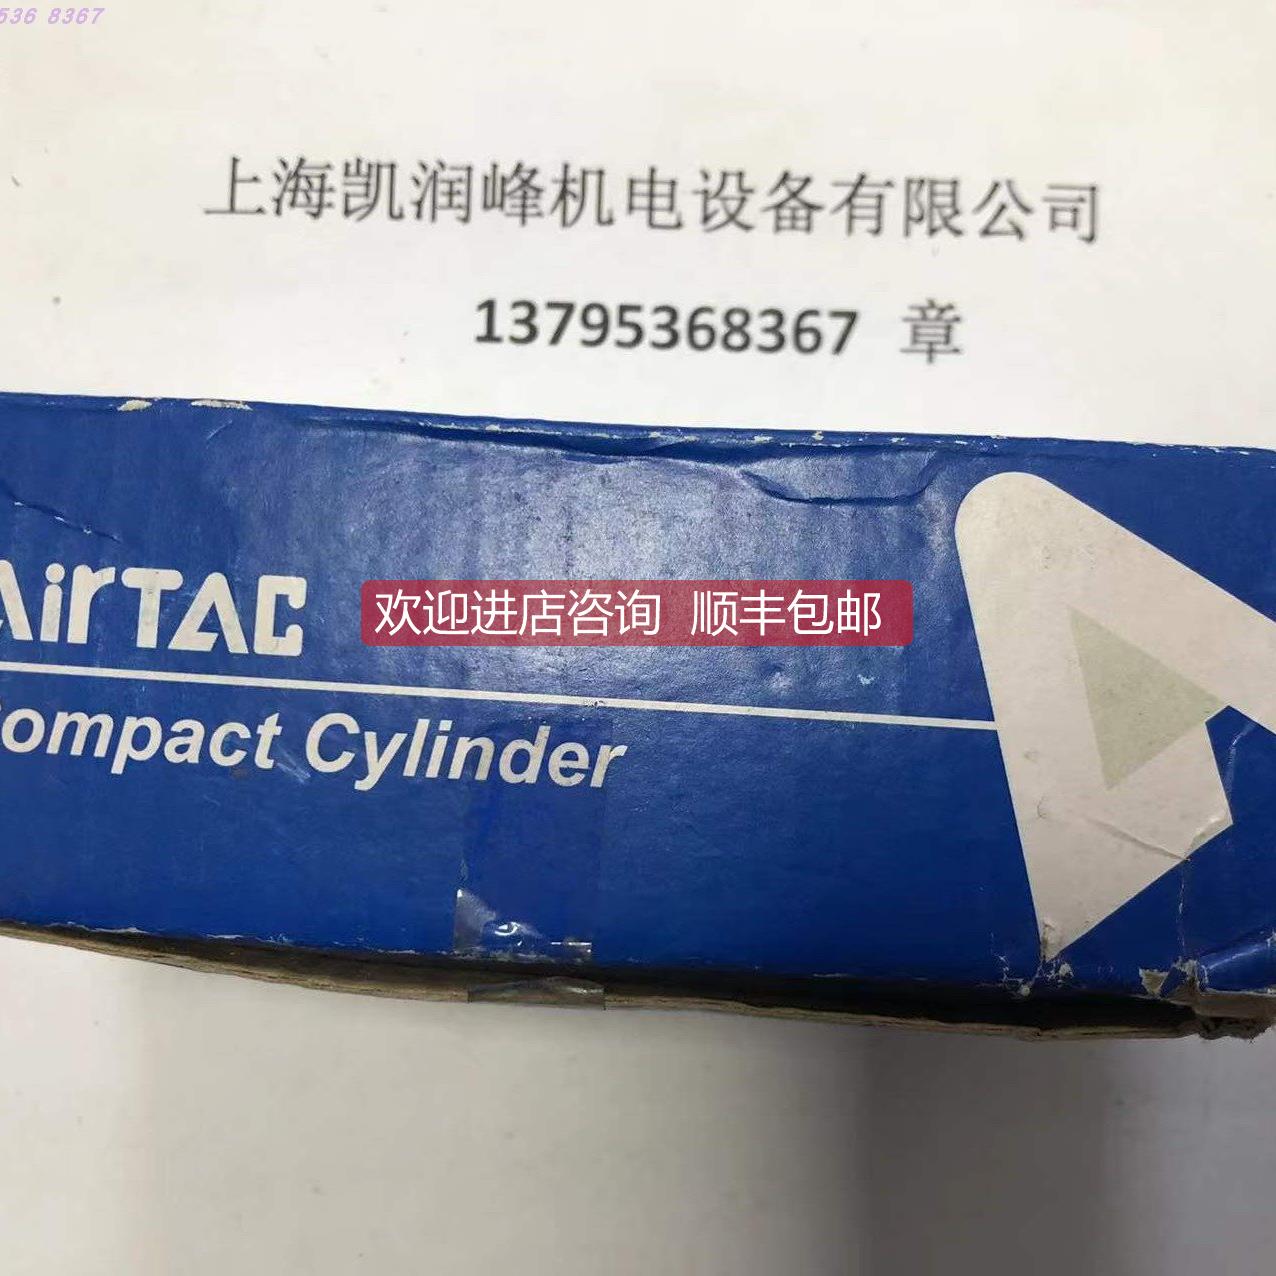 536 8367
上海凯润峰机电设备有限公司
13795368367 章
AirTAC
欢迎进店咨询 顺丰包邮
Compact Cylinder